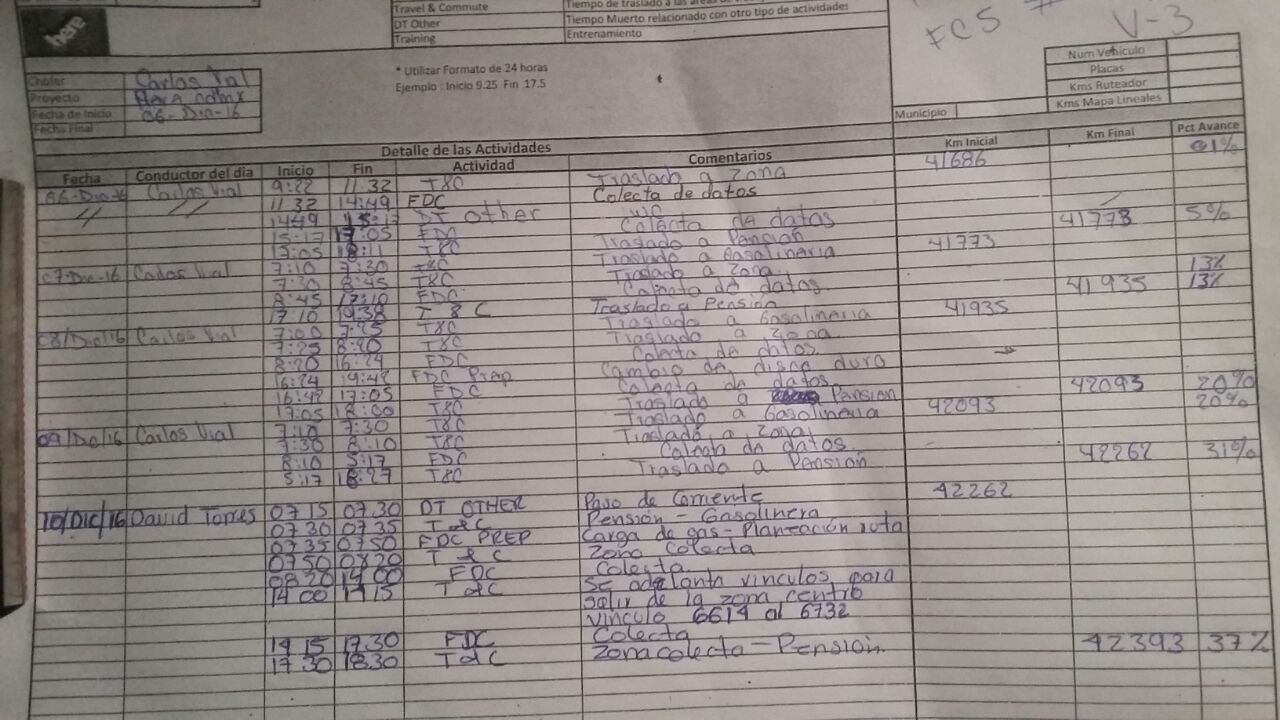 here
Travel & Commute Tiempo de traslado a las áreas de
DT Other Tiempo Muerto relacionado con otro tipo de actividades
Training Entrenamiento
FCS # V-3
* Utilizar Formato de 24 horas
Ejemplo : Inicio 9.25 Fin 17.5
Chofer Carlos Vial
Proyecto
Fecha de Inicio 06-Dic-16
Fecha Final
Num Vehículo
Placas
Kms Ruteador
Kms Mapa Lineales
Municipio
Detalle de las Actividades
Fecha Conductor del dia Inicio Fin Actividad Comentarios Km Inicial Km Final Pct Avance
06-Dic-16 Carlos Vial 9:22 11:32 T&C Traslado a Zona 41686 01%
11:32 14:49 FDC Colecta de datos
14:49 15:17 DT other WC
15:17 17:05 FDC Colecta de datos 41773 5%
17:05 18:11 T&C Traslado a Pensión
07-Dic-16 Carlos Vial 7:10 7:30 T&C Traslado a Gasolineria 41773
7:30 8:45 T&C Traslado a Zona
8:45 17:10 FDC Colecta de datos 13%
17:10 19:38 T&C Traslado a Pensión 41935 13%
08/Dic/16 Carlos Vial 7:00 7:25 T&C Traslado a Gasolineria 41935
7:25 8:20 T&C Traslado a Zona
8:20 16:24 FDC Colecta de datos
16:24 FDC Prep Cambio de disco duro
16:42 17:05 FDC Colecta de datos
17:05 18:00 T&C Traslado a Pension 42093 20%
09/Dic/16 Carlos Vial 7:10 7:30 T&C Traslado a Gasolineria 42093 20%
7:30 8:10 T&C Traslado a Zona
8:10 5:17 FDC Colecta de datos
5:17 18:27 T&C Traslado a Pensión 42262 31%
10/Dic/16 David Torres 07 15 07.30 DT OTHER Paso de Corriente 42262
07 30 07 35 T&C Pensión - Gasolinera
07 35 07 50 FDC PREP Carga de gas - Planeación ruta
07 50 08 20 T&C Zona Colecta
08 20 14 00 FDC Colecta
14 00 14 15 T&C Se adelanta vinculos para
salir de la zona centro
vinculo 6614 al 6732
14 15 17.30 FDC Colecta
17 30 18.30 T&C Zona colecta - Pensión 42393 37%